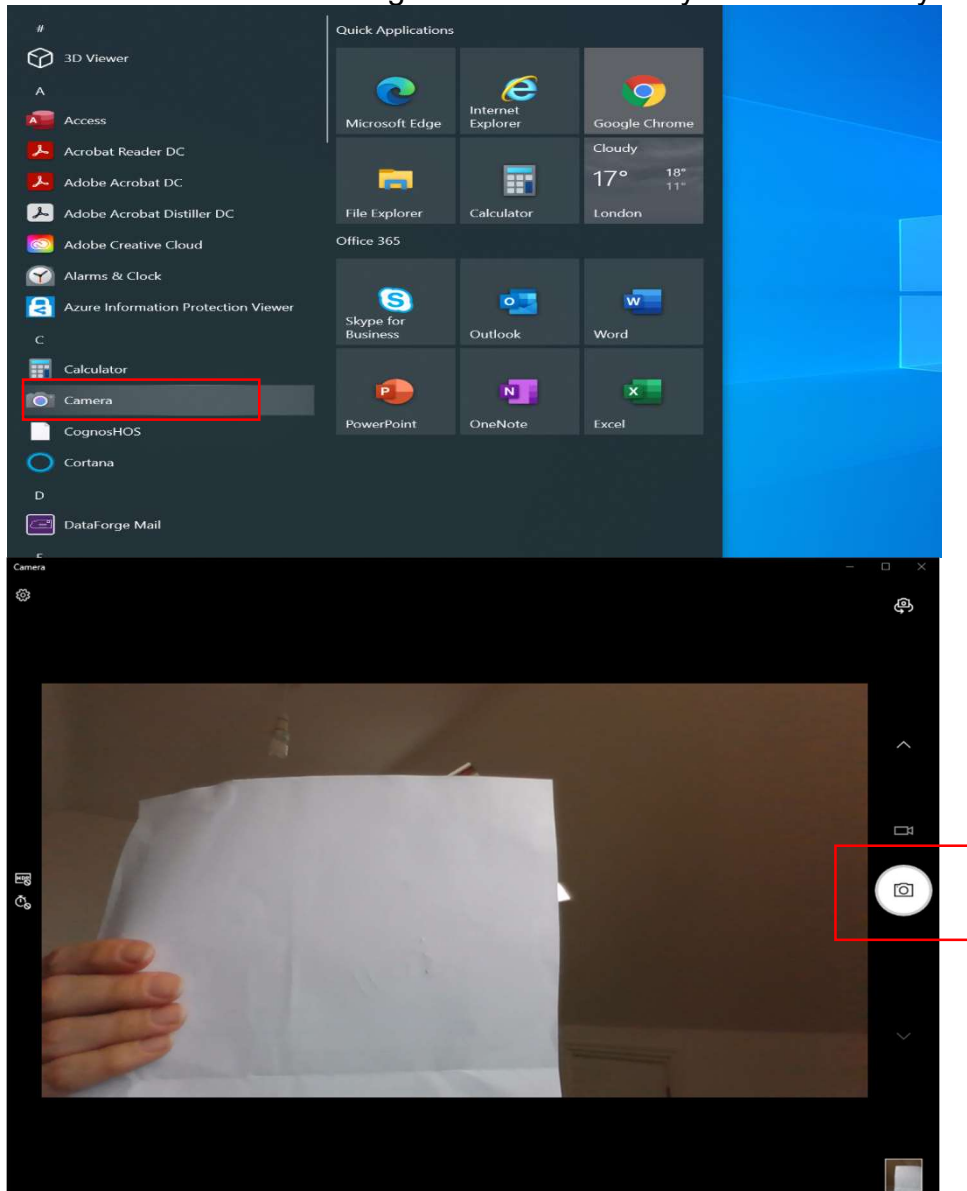 #
Quick Applications
3D Viewer
A
Access
Acrobat Reader DC
Adobe Acrobat DC
Adobe Acrobat Distiller DC
Adobe Creative Cloud
Alarms & Clock
Azure Information Protection Viewer
C
Calculator
Camera
CognosHOS
Cortana
D
DataForge Mail
Microsoft Edge
Internet
Explorer
Google Chrome
File Explorer
Calculator
Cloudy
17° 18°
11°
London
Office 365
Skype for
Business
Outlook
Word
PowerPoint
OneNote
Excel
Camera
HDR